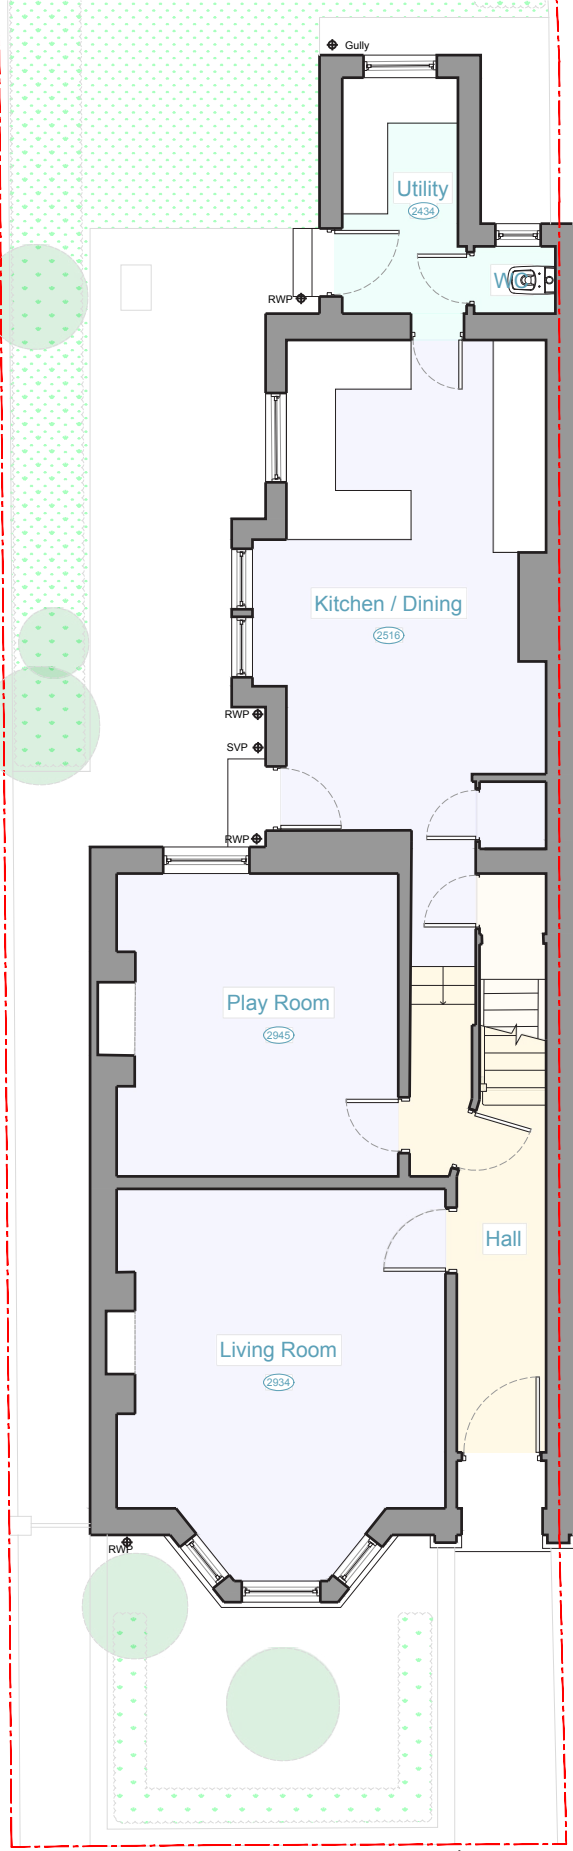 Gully
Utility
2434
WC
RWP
Kitchen / Dining
2516
RWP
SVP
RWP
Play Room
2945
Hall
Living Room
2934
RWP